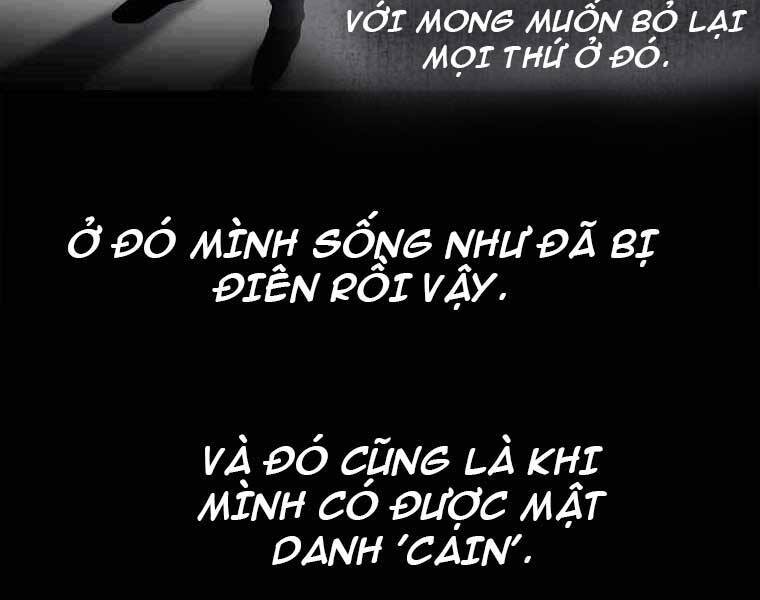 VỚI MONG MUỐN BỎ LẠI
MỌI THỨ Ở ĐÓ.
Ở ĐÓ MÌNH SỐNG NHƯ ĐÃ BỊ
ĐIÊN RỒI VẬY.
VÀ ĐÓ CŨNG LÀ KHI
MÌNH CÓ ĐƯỢC MẬT
DANH 'CAIN'.